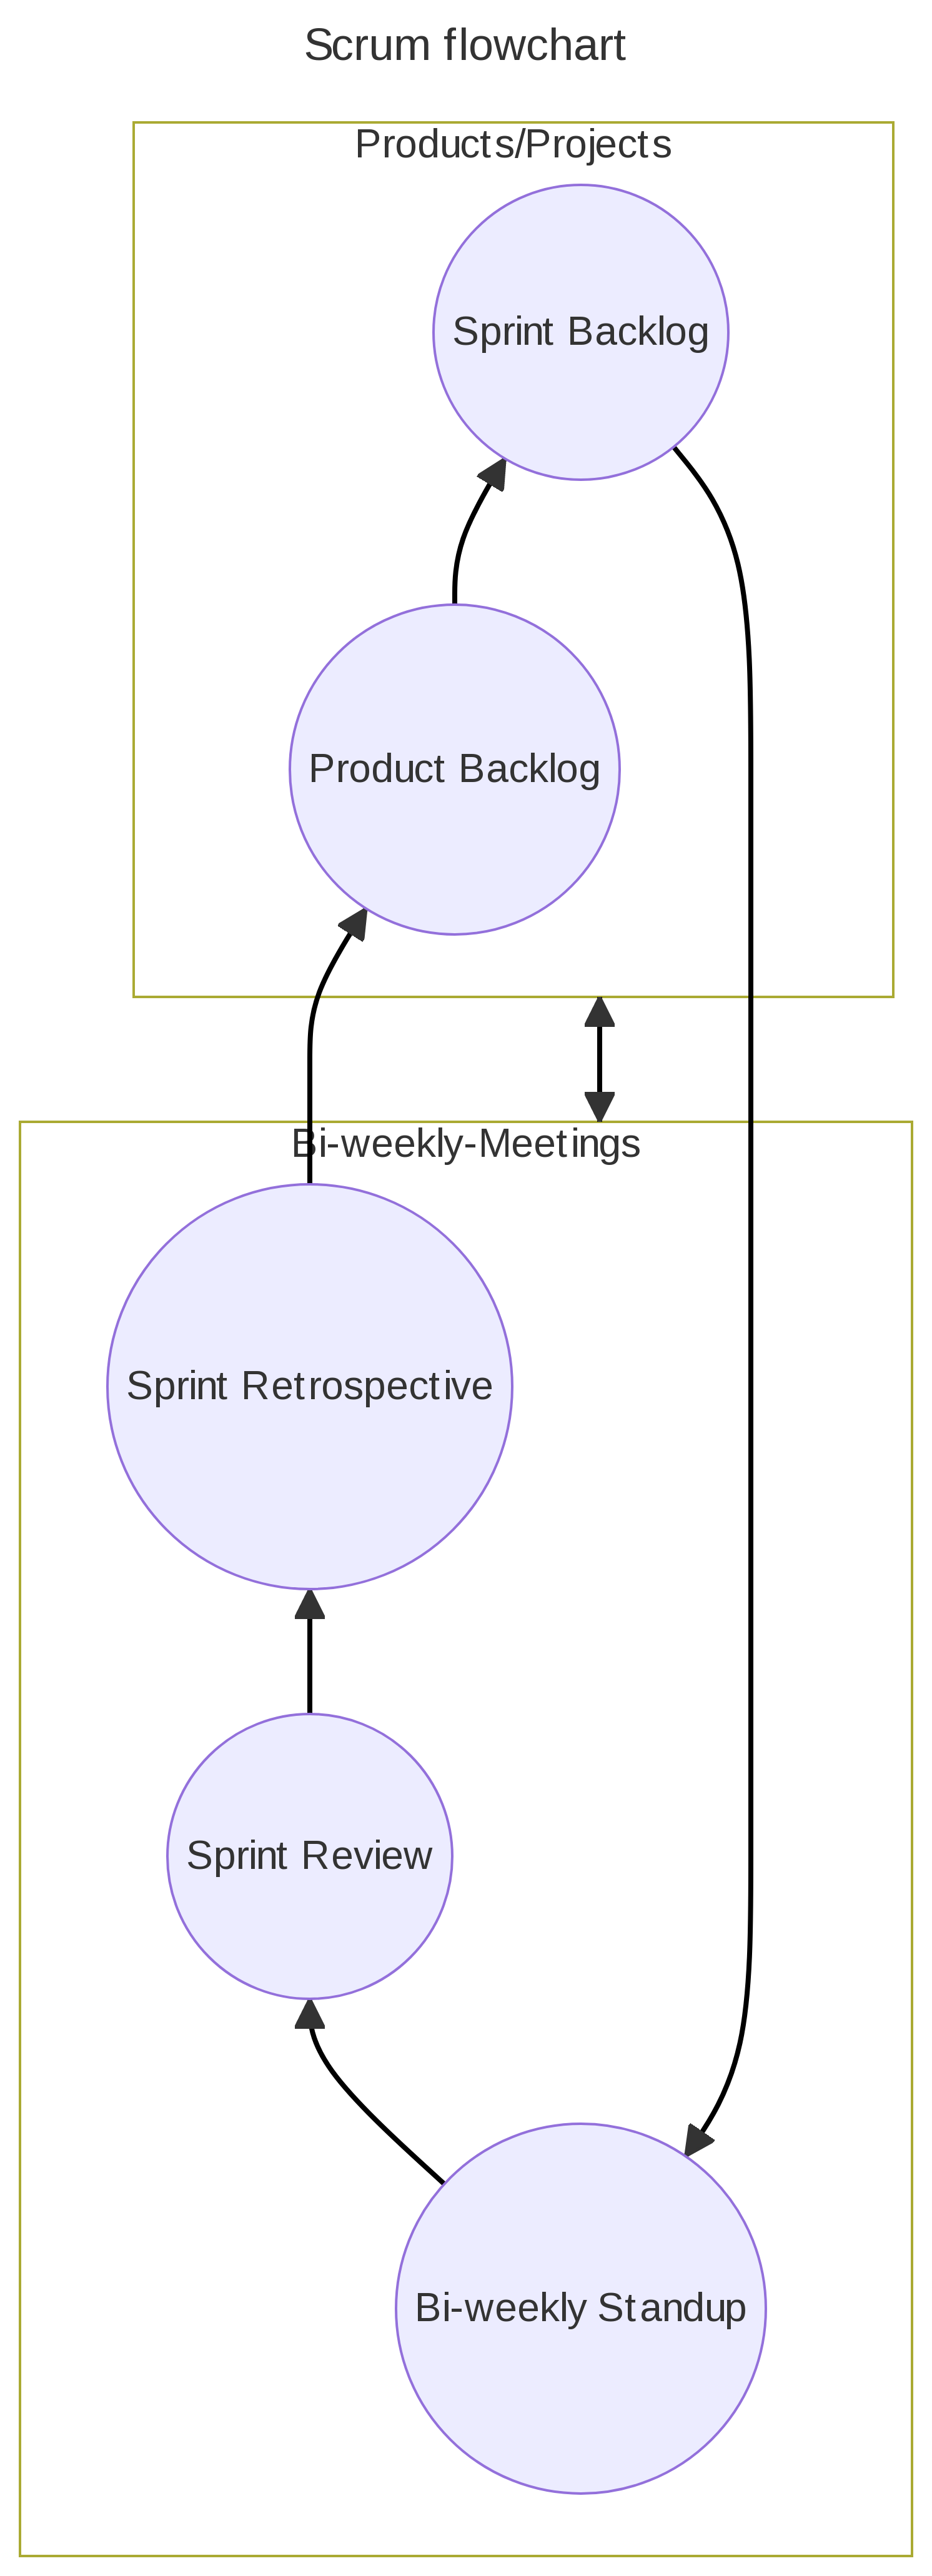 Scrum flowchart
Products/Projects
Sprint Backlog
Product Backlog
Bi-weekly-Meetings
Sprint Retrospective
Sprint Review
Bi-weekly Standup